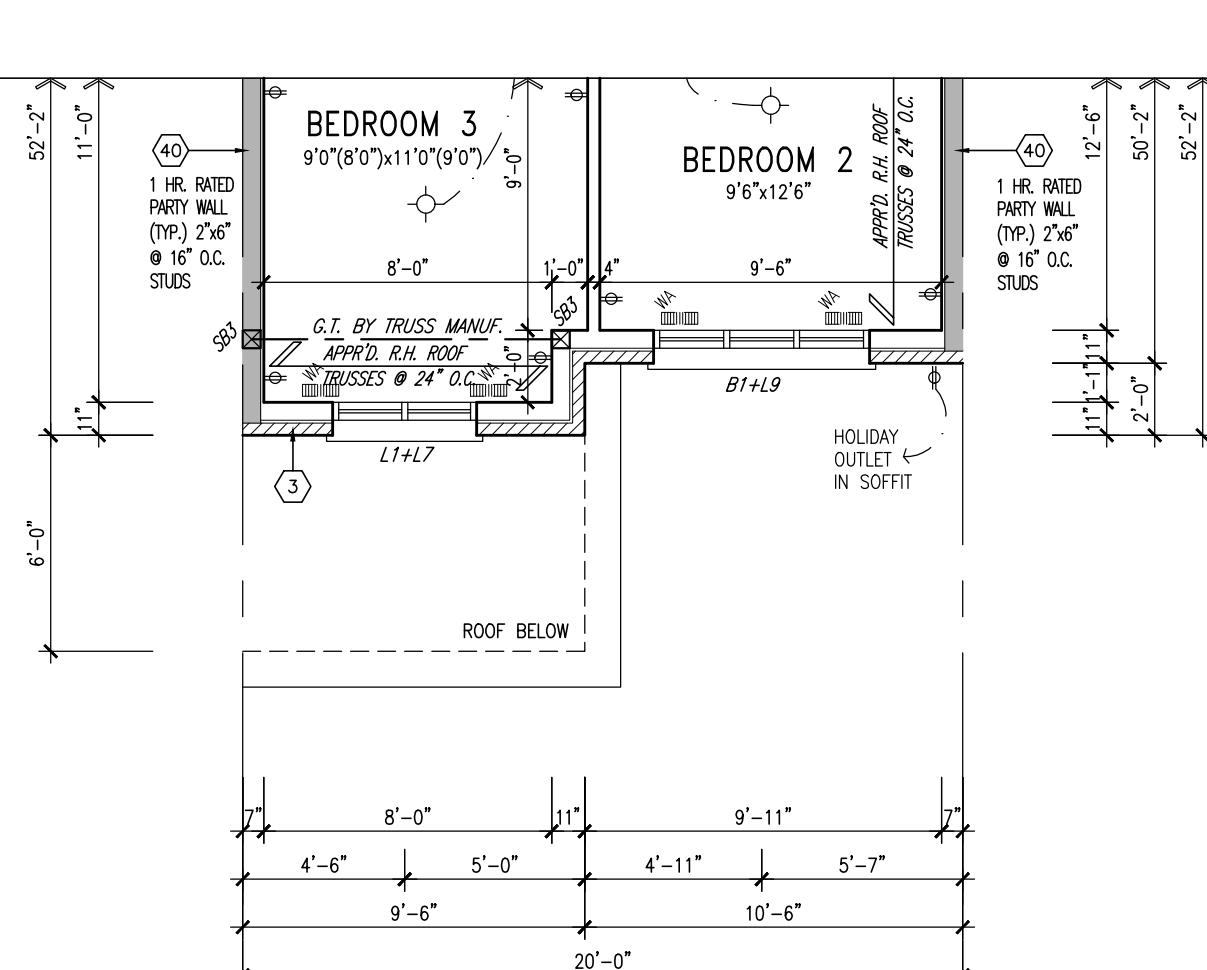 52'-2"
11'-0"
40
1 HR. RATED
PARTY WALL
(TYP.) 2"x6"
@ 16" O.C.
STUDS
BEDROOM 3
9'0"(8'0")x11'0"(9'0")
9'-0"
BEDROOM 2
9'6"x12'6"
APPR'D. R.H. ROOF
TRUSSES @ 24" O.C.
40
1 HR. RATED
PARTY WALL
(TYP.) 2"x6"
@ 16" O.C.
STUDS
12'-6"
50'-2"
52'-2"
8'-0"
1'-0"
4"
9'-6"
SB3
G.T. BY TRUSS MANUF.
SB3
APPR'D. R.H. ROOF
TRUSSES @ 24" O.C.
2'-0"
WA
WA
WA
WA
11"
1'-1"
11"
2'-0"
11"
L1+L7
B1+L9
3
HOLIDAY
OUTLET
IN SOFFIT
6'-0"
ROOF BELOW
7"
8'-0"
11"
9'-11"
7"
4'-6"
5'-0"
4'-11"
5'-7"
9'-6"
10'-6"
20'-0"